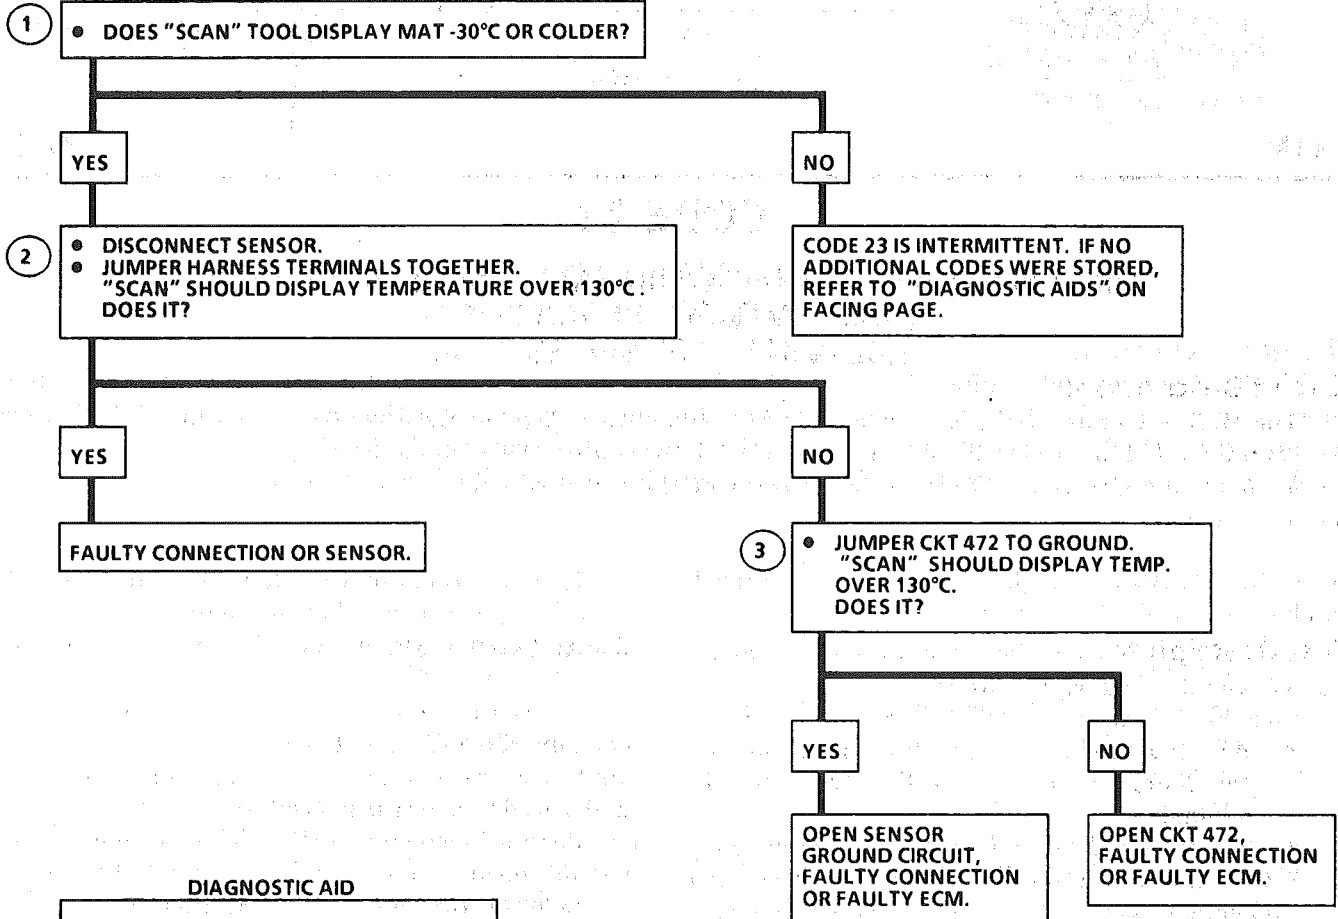 1
• DOES "SCAN" TOOL DISPLAY MAT -30°C OR COLDER?
YES
NO
2
• DISCONNECT SENSOR.
• JUMPER HARNESS TERMINALS TOGETHER.
"SCAN" SHOULD DISPLAY TEMPERATURE OVER 130°C.
DOES IT?
CODE 23 IS INTERMITTENT. IF NO
ADDITIONAL CODES WERE STORED,
REFER TO "DIAGNOSTIC AIDS" ON
FACING PAGE.
YES
NO
FAULTY CONNECTION OR SENSOR.
3
• JUMPER CKT 472 TO GROUND.
"SCAN" SHOULD DISPLAY TEMP.
OVER 130°C.
DOES IT?
YES
NO
OPEN SENSOR
GROUND CIRCUIT,
FAULTY CONNECTION
OR FAULTY ECM.
OPEN CKT 472,
FAULTY CONNECTION
OR FAULTY ECM.
DIAGNOSTIC AID